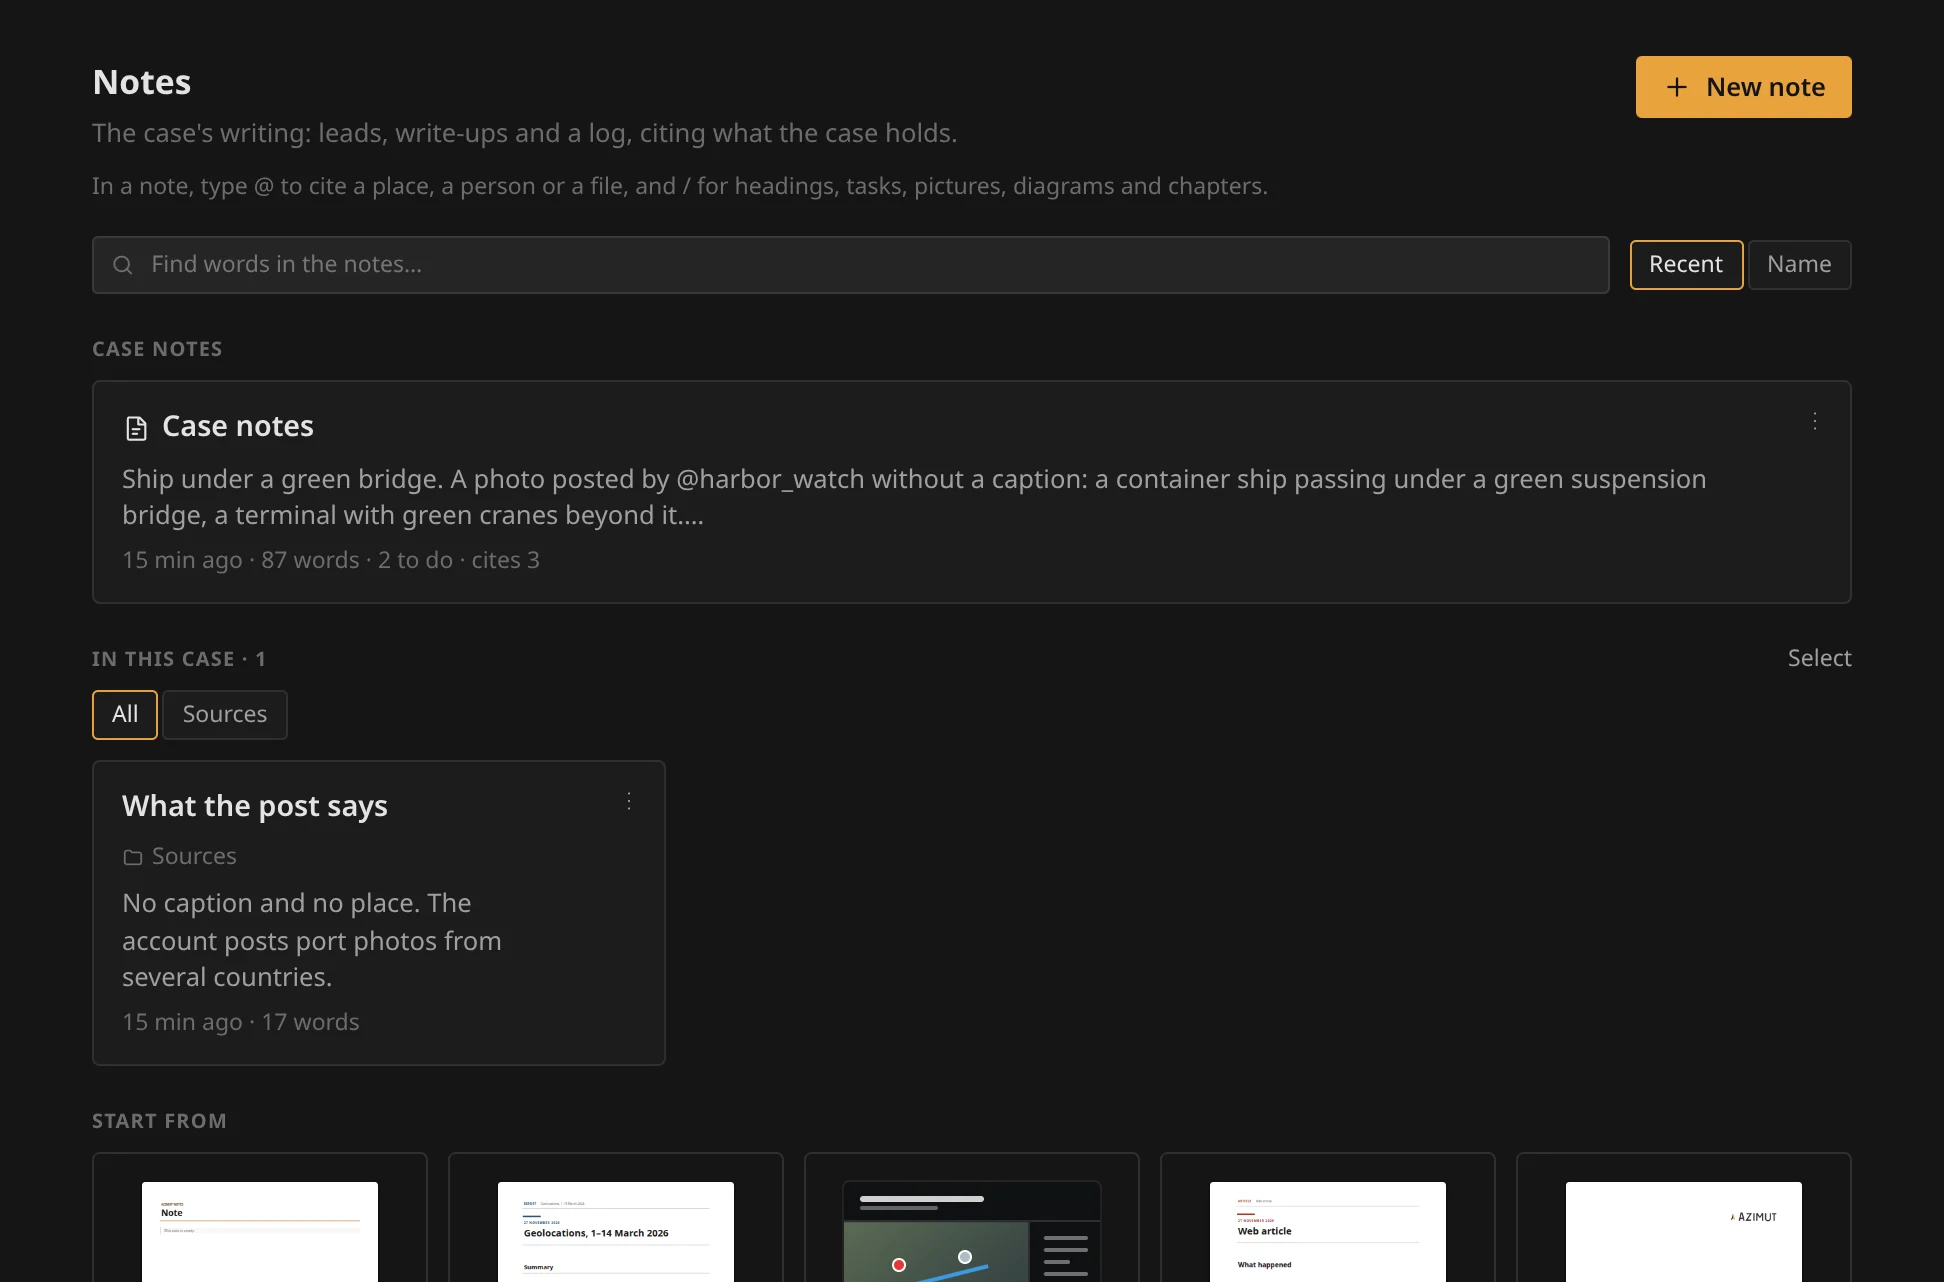 Notes
+ New note
The case's writing: leads, write-ups and a log, citing what the case holds.
In a note, type @ to cite a place, a person or a file, and / for headings, tasks, pictures, diagrams and chapters.
Find words in the notes...
Recent
Name
CASE NOTES
Case notes
Ship under a green bridge. A photo posted by @harbor_watch without a caption: a container ship passing under a green suspension
bridge, a terminal with green cranes beyond it....
15 min ago · 87 words · 2 to do · cites 3
IN THIS CASE · 1
Select
All
Sources
What the post says
Sources
No caption and no place. The
account posts port photos from
several countries.
15 min ago · 17 words
START FROM
Note
27 NOVEMBER 2026
Geolocations, 1–14 March 2026
Summary
27 NOVEMBER 2026
Web article
What happened
AZIMUT